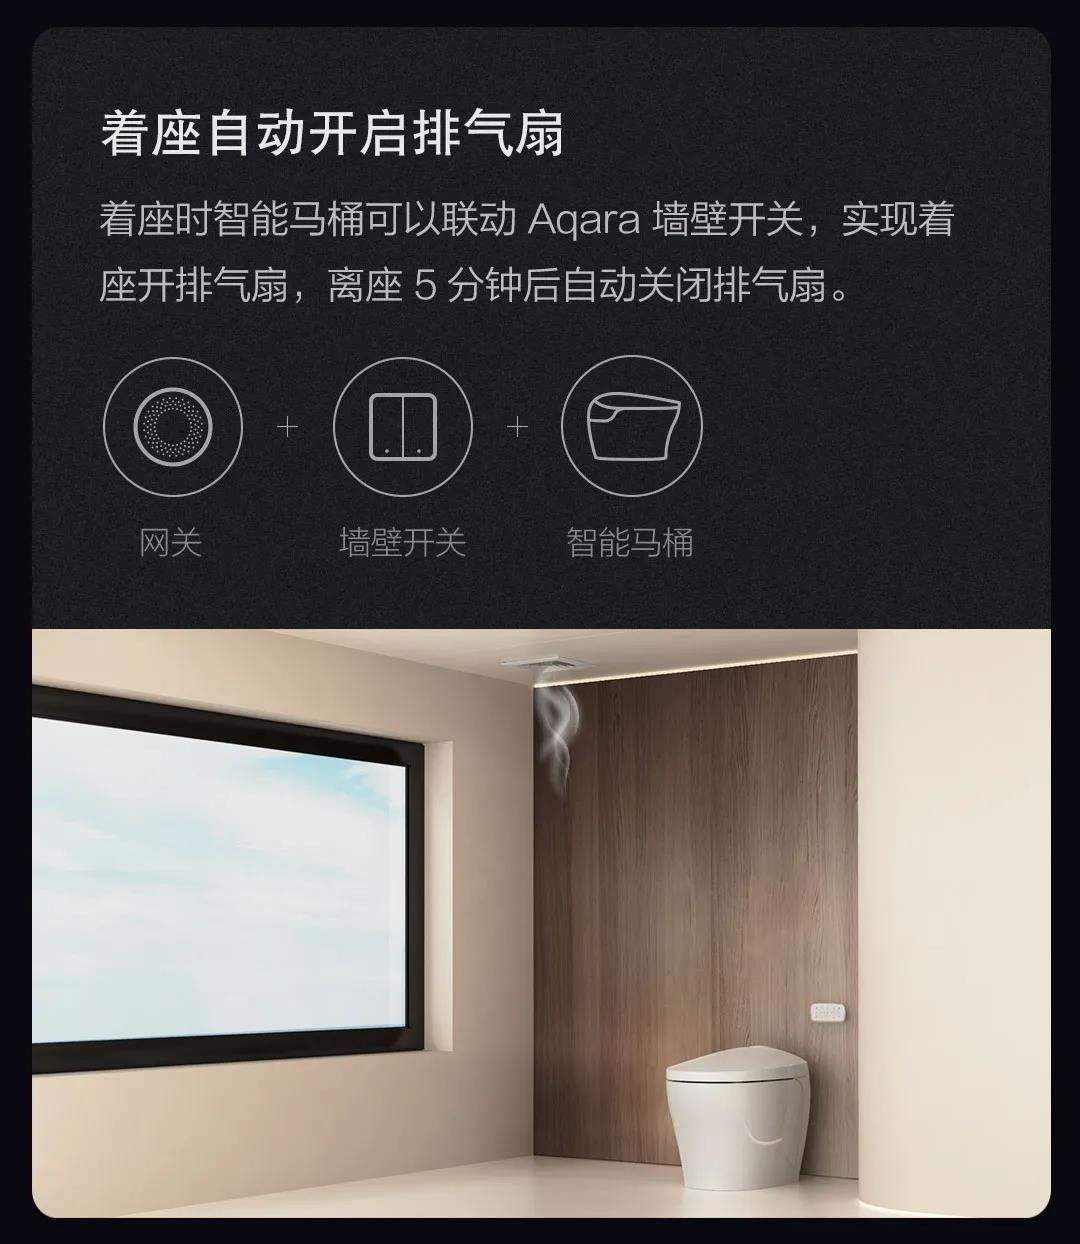 着座自动开启排气扇
着座时智能马桶可以联动 Aqara 墙壁开关，实现着
座开排气扇，离座 5 分钟后自动关闭排气扇。
网关
墙壁开关
智能马桶